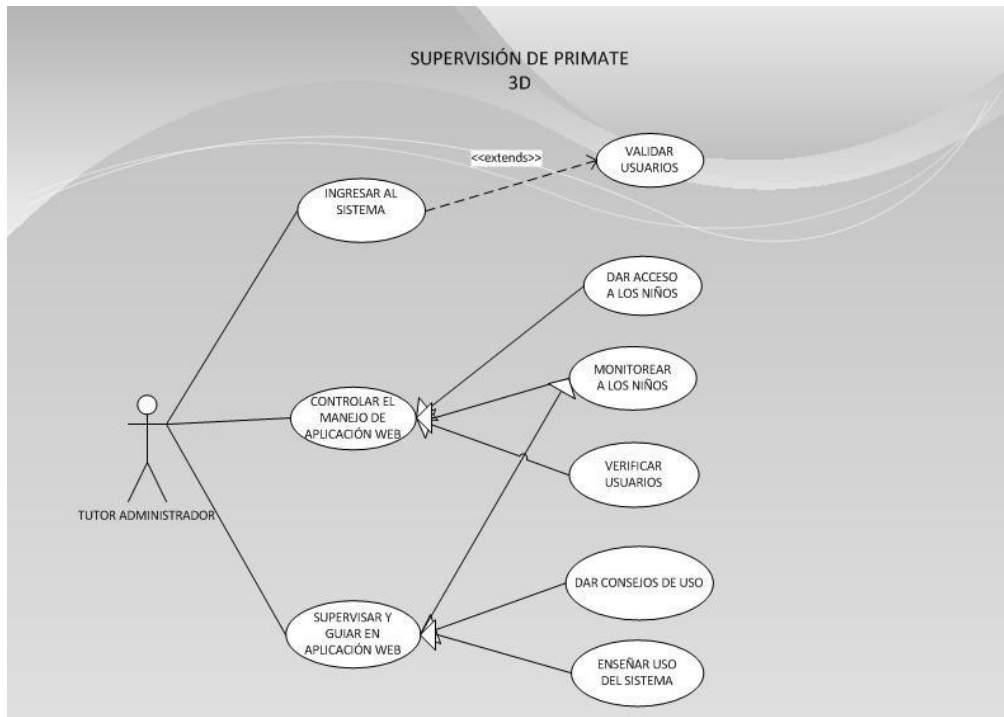 SUPERVISIÓN DE PRIMATE
3D
<<extends>>
VALIDAR
USUARIOS
INGRESAR AL
SISTEMA
DAR ACCESO
A LOS NIÑOS
MONITOREAR
A LOS NIÑOS
CONTROLAR EL
MANEJO DE
APLICACIÓN WEB
VERIFICAR
USUARIOS
TUTOR ADMINISTRADOR
DAR CONSEJOS DE USO
SUPERVISAR Y
GUIAR EN
APLICACIÓN WEB
ENSEÑAR USO
DEL SISTEMA